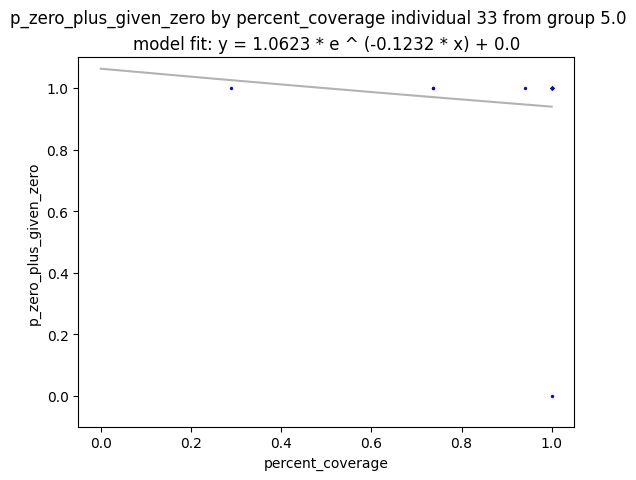 p_zero_plus_given_zero by percent_coverage individual 33 from group 5.0
model fit: y = 1.0623 * e ^ (-0.1232 * x) + 0.0
1.0
0.8
0.6
0.4
0.2
0.0
p_zero_plus_given_zero
0.0 0.2 0.4 0.6 0.8 1.0
percent_coverage